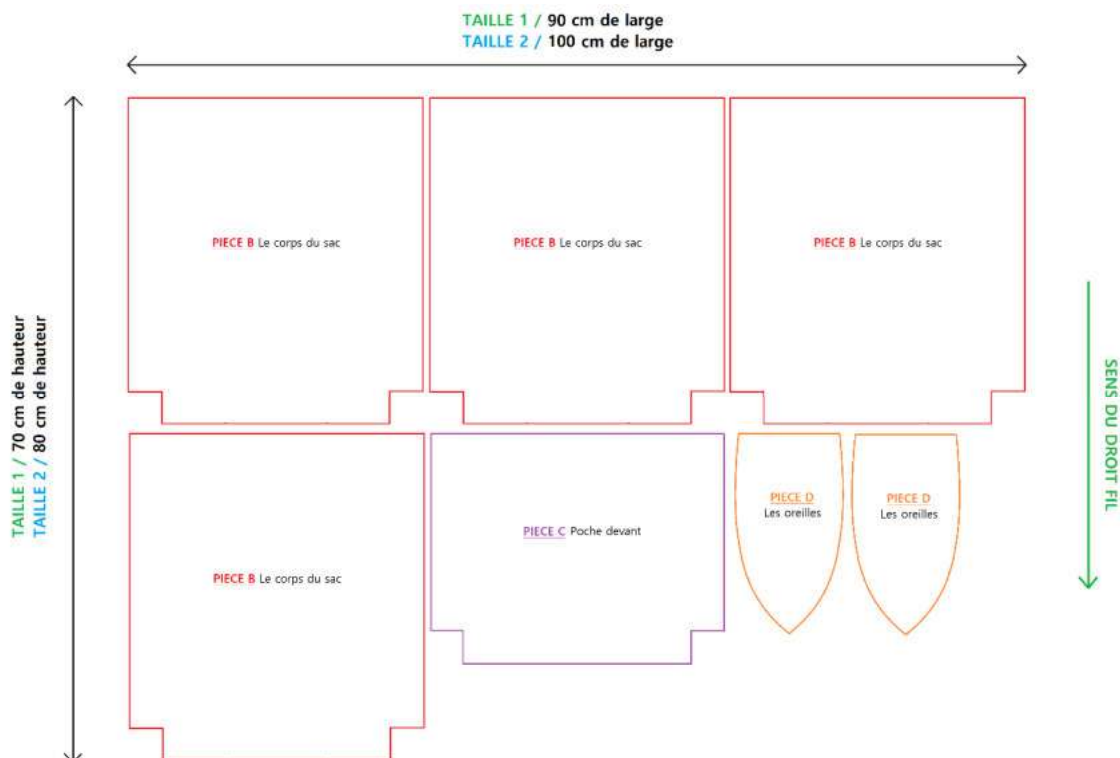 TAILLE 1 / 90 cm de large
TAILLE 2 / 100 cm de large
TAILLE 1 / 70 cm de hauteur
TAILLE 2 / 80 cm de hauteur
PIECE B Le corps du sac
PIECE B Le corps du sac
PIECE B Le corps du sac
SENS DU DROIT FIL
PIECE B Le corps du sac
PIECE C Poche devant
PIECE D
Les oreilles
PIECE D
Les oreilles